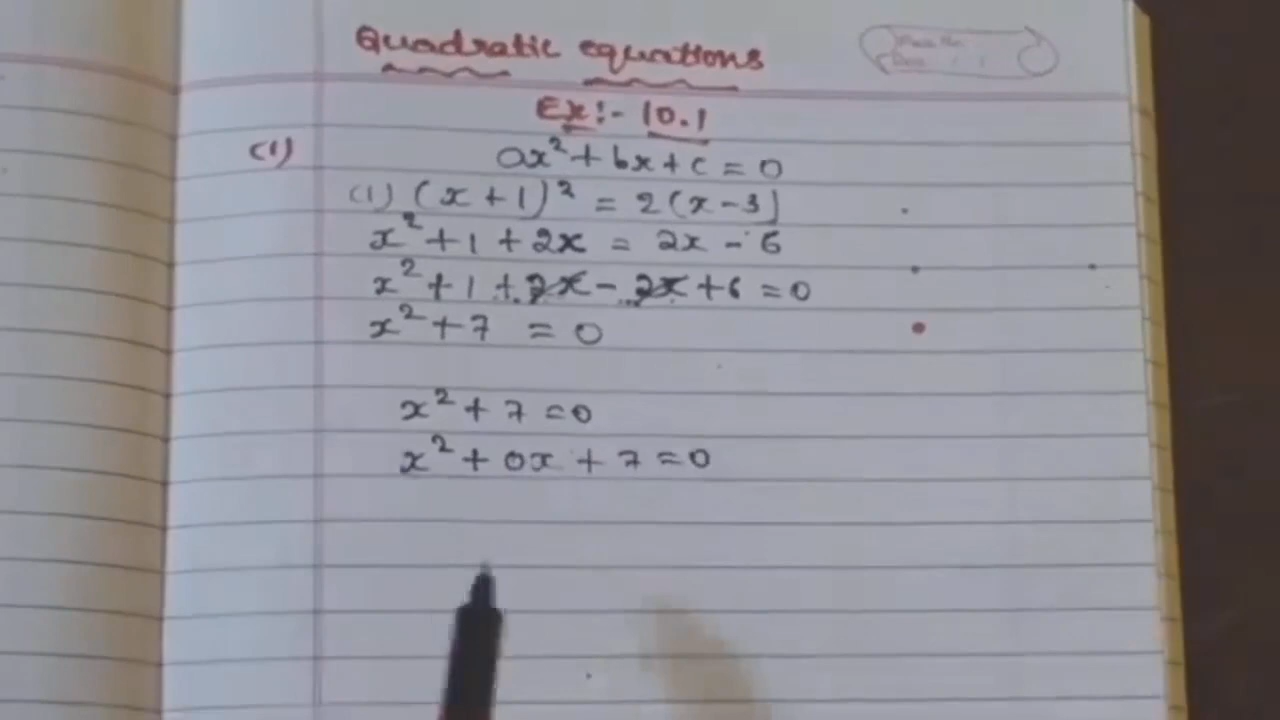 Quadratic equations
Ex:- 10.1
(1) ax² + bx + c = 0
(1) (x + 1)² = 2(x - 3)
x² + 1 + 2x = 2x - 6
x² + 1 + 2x - 2x + 6 = 0
x² + 7 = 0
x² + 7 = 0
x² + 0x + 7 = 0